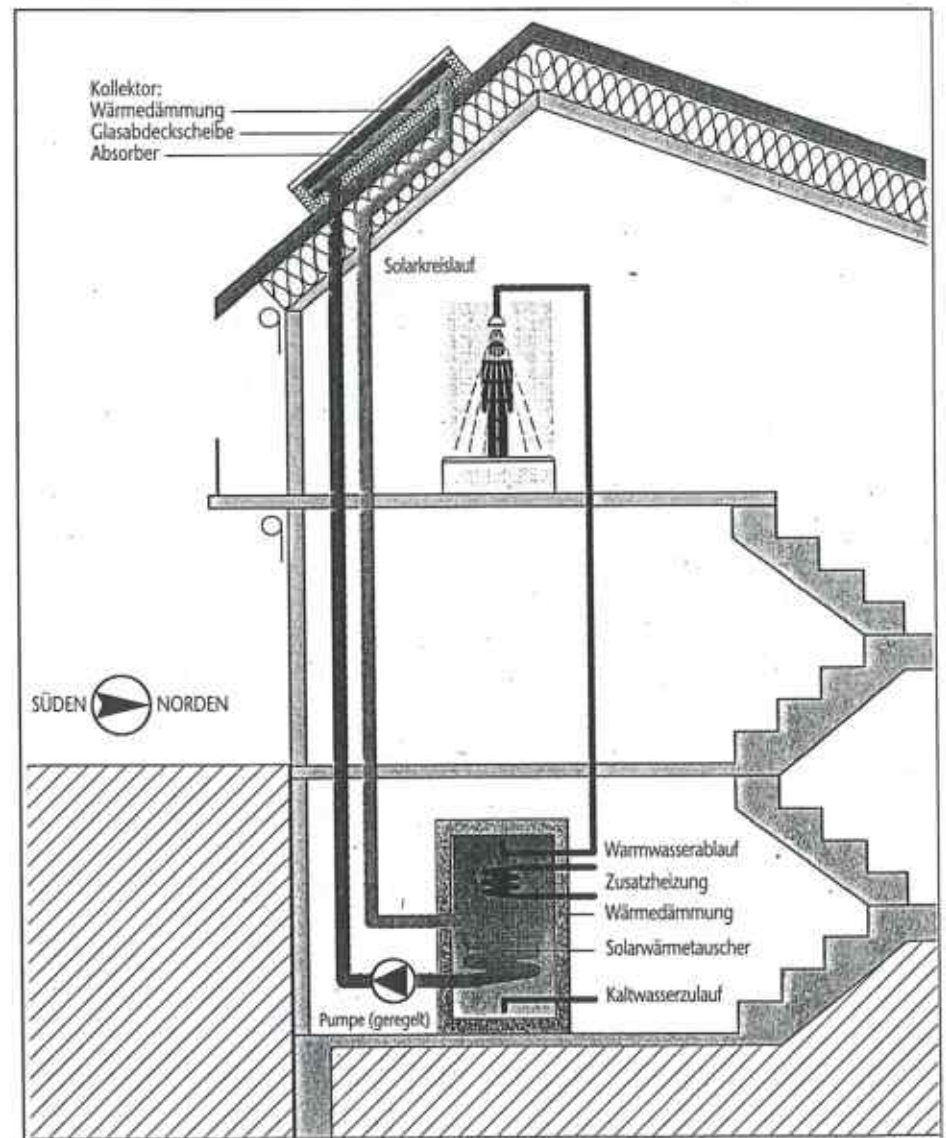 Kollektor:
Wärmedämmung
Glasabdeckscheibe
Absorber
Solarkreislauf
SÜDEN NORDEN
Warmwasserablauf
Zusatzheizung
Wärmedämmung
Solarwärmetauscher
Kaltwasserzulauf
Pumpe (geregelt)